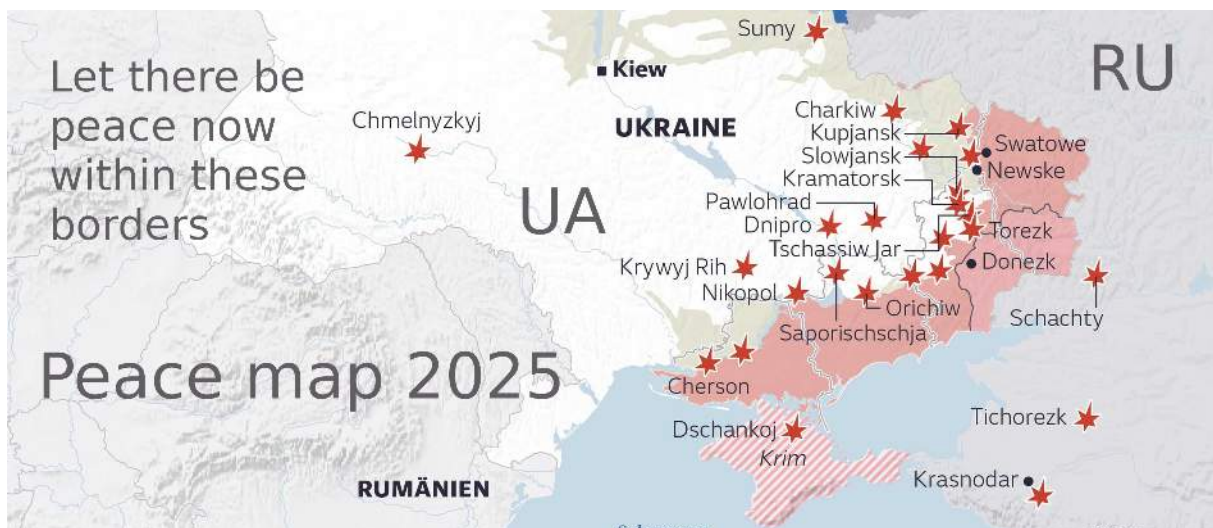 Let there be
peace now
within these
borders
Peace map 2025
UA
RU
Sumy
Kiew
UKRAINE
Chmelnyzkyj
Charkiw
Kupjansk
Slowjansk
Kramatorsk
Swatowe
Newske
Pawlohrad
Dnipro
Tschassiw Jar
Torezk
Donezk
Krywyj Rih
Nikopol
Orichiw
Saporischschja
Schachty
Cherson
Dschankoj
Krim
Tichorezk
Krasnodar
RUMÄNIEN